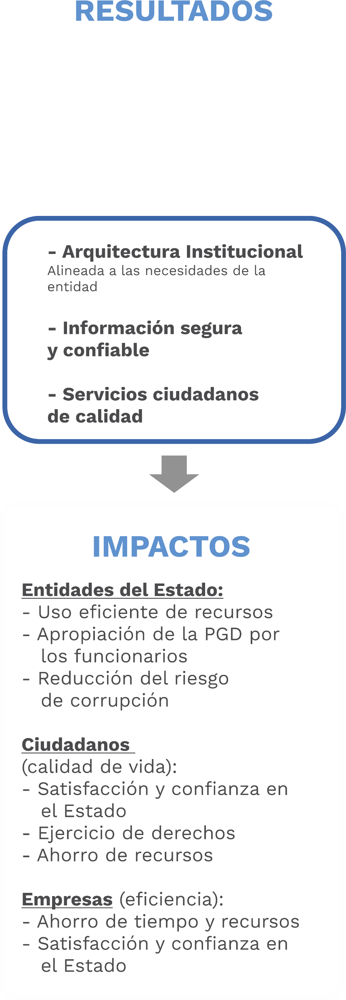 RESULTADOS
- Arquitectura Institucional
Alineada a las necesidades de la
entidad
- Información segura
y confiable
- Servicios ciudadanos
de calidad
IMPACTOS
Entidades del Estado:
- Uso eficiente de recursos
- Apropiación de la PGD por
los funcionarios
- Reducción del riesgo
de corrupción
Ciudadanos
(calidad de vida):
- Satisfacción y confianza en
el Estado
- Ejercicio de derechos
- Ahorro de recursos
Empresas (eficiencia):
- Ahorro de tiempo y recursos
- Satisfacción y confianza en
el Estado